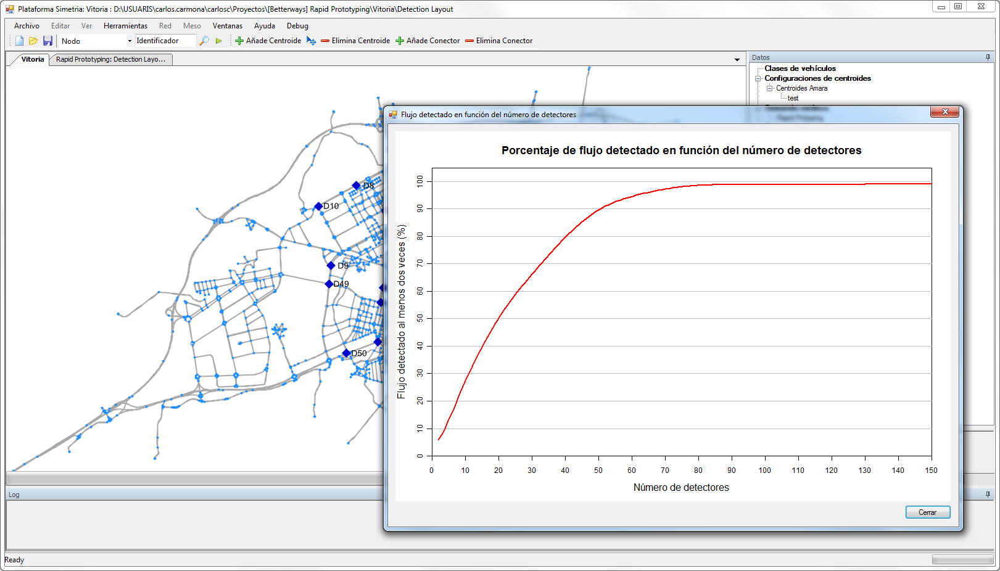 Plataforma Simetria: Vitoria : D:\USUARIS\carlos.carmona\carlosc\Proyectos\[Betterways] Rapid Prototyping\Vitoria\Detection Layout
Archivo Editar Ver Herramientas Red Meso Ventanas Ayuda Debug
Nodo Identificador Añade Centroide Elimina Centroide Añade Conector Elimina Conector
Vitoria Rapid Prototyping: Detection Layo...
Datos
Clases de vehículos
Configuraciones de centroides
Centroides Amara
test
D8
D10
D9
D49
D50
Flujo detectado en función del número de detectores
Porcentaje de flujo detectado en función del número de detectores
Flujo detectado al menos dos veces (%)
100
90
80
70
60
50
40
30
20
10
0
0 10 20 30 40 50 60 70 80 90 100 110 120 130 140 150
Número de detectores
Cerrar
Log
Ready